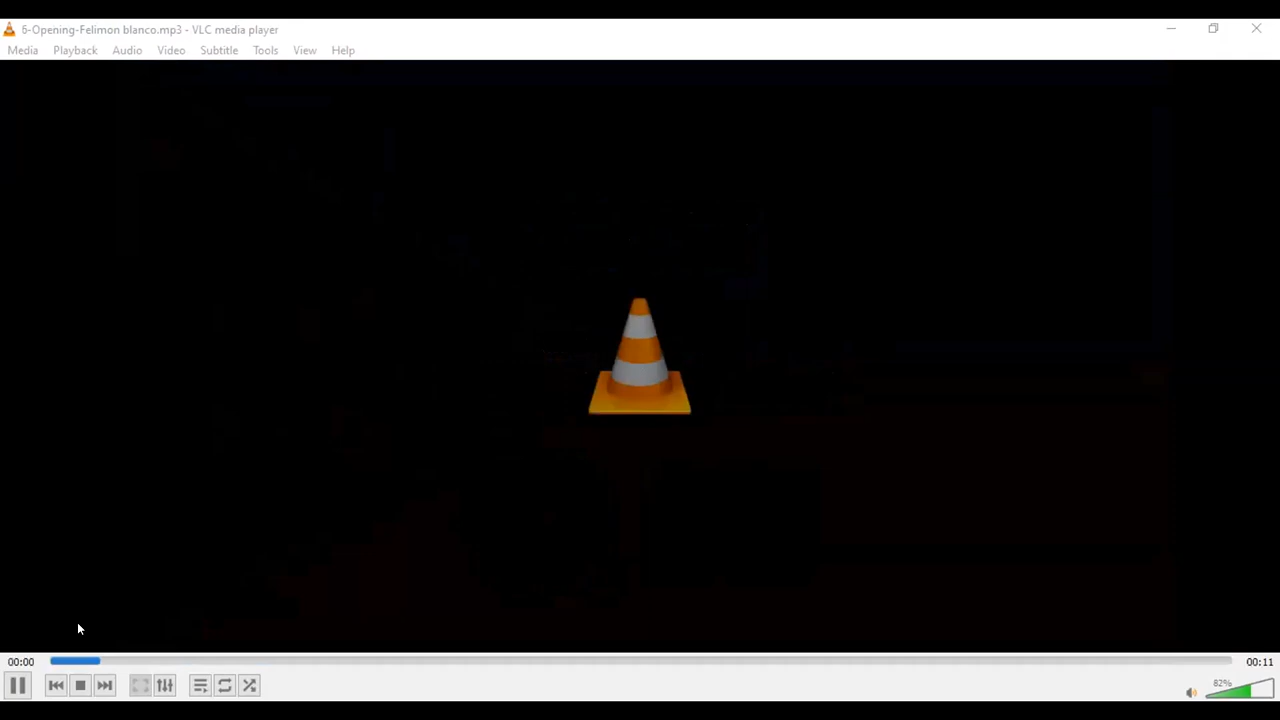 6-Opening-Felimon blanco.mp3 - VLC media player
Media Playback Audio Video Subtitle Tools View Help
00:00 00:11
82%